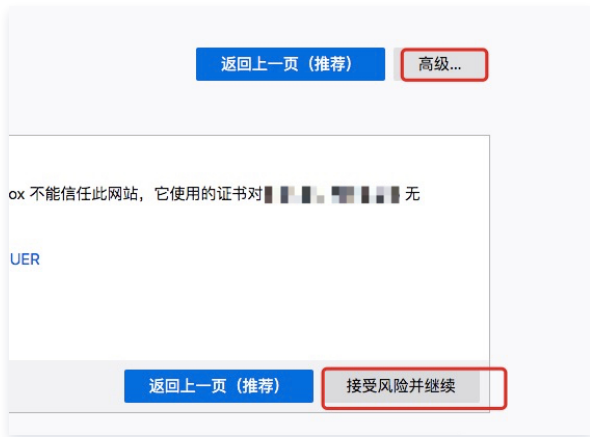 返回上一页（推荐）
高级...
ox 不能信任此网站，它使用的证书对 无
UER
返回上一页（推荐）
接受风险并继续